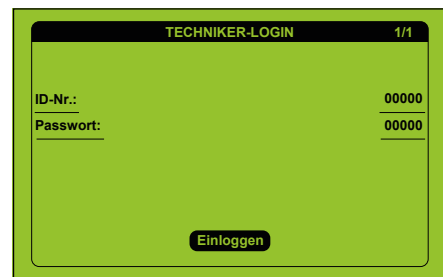 TECHNIKER-LOGIN 1/1
ID-Nr.: 00000
Passwort: 00000
Einloggen